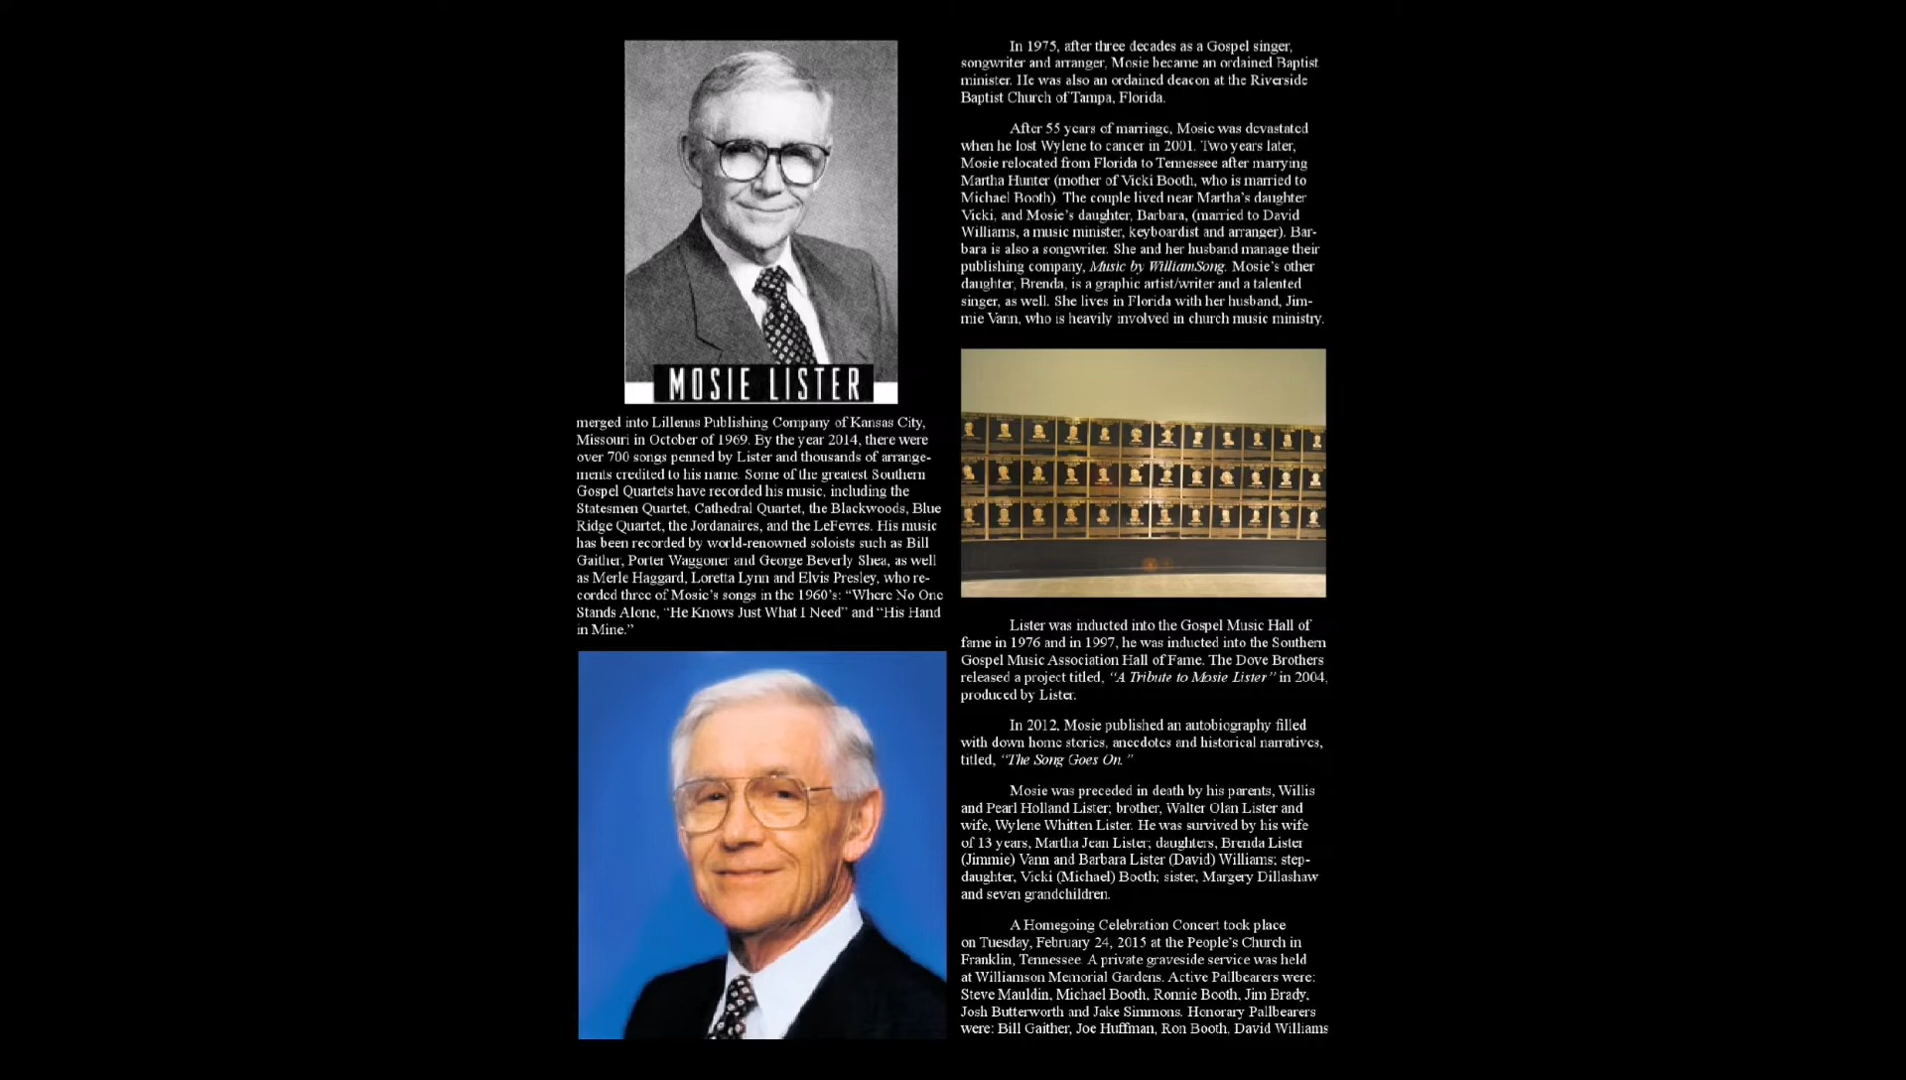 MOSIE LISTER
merged into Lillenas Publishing Company of Kansas City,
Missouri in October of 1969. By the year 2014, there were
over 700 songs penned by Lister and thousands of arrange-
ments credited to his name. Some of the greatest Southern
Gospel Quartets have recorded his music, including the
Statesmen Quartet, Cathedral Quartet, the Blackwoods, Blue
Ridge Quartet, the Jordanaires, and the LeFevres. His music
has been recorded by world-renowned soloists such as Bill
Gaither, Porter Waggoner and George Beverly Shea, as well
as Merle Haggard, Loretta Lynn and Elvis Presley, who re-
corded three of Mosie's songs in the 1960's: “Where No One
Stands Alone, “He Knows Just What I Need” and “His Hand
in Mine.”
In 1975, after three decades as a Gospel singer,
songwriter and arranger, Mosie became an ordained Baptist
minister. He was also an ordained deacon at the Riverside
Baptist Church of Tampa, Florida.
After 55 years of marriage, Mosie was devastated
when he lost Wylene to cancer in 2001. Two years later,
Mosie relocated from Florida to Tennessee after marrying
Martha Hunter (mother of Vicki Booth, who is married to
Michael Booth). The couple lived near Martha's daughter
Vicki, and Mosie's daughter, Barbara, (married to David
Williams, a music minister, keyboardist and arranger). Bar-
bara is also a songwriter. She and her husband manage their
publishing company, Music by WilliamSong. Mosie's other
daughter, Brenda, is a graphic artist/writer and a talented
singer, as well. She lives in Florida with her husband, Jim-
mie Vann, who is heavily involved in church music ministry.
Lister was inducted into the Gospel Music Hall of
fame in 1976 and in 1997, he was inducted into the Southern
Gospel Music Association Hall of Fame. The Dove Brothers
released a project titled, “A Tribute to Mosie Lister” in 2004,
produced by Lister.
In 2012, Mosie published an autobiography filled
with down home stories, anecdotes and historical narratives,
titled, “The Song Goes On.”
Mosie was preceded in death by his parents, Willis
and Pearl Holland Lister; brother, Walter Olan Lister and
wife, Wylene Whitten Lister. He was survived by his wife
of 13 years, Martha Jean Lister; daughters, Brenda Lister
(Jimmie) Vann and Barbara Lister (David) Williams; step-
daughter, Vicki (Michael) Booth; sister, Margery Dillashaw
and seven grandchildren.
A Homegoing Celebration Concert took place
on Tuesday, February 24, 2015 at the People's Church in
Franklin, Tennessee. A private graveside service was held
at Williamson Memorial Gardens. Active Pallbearers were:
Steve Mauldin, Michael Booth, Ronnie Booth, Jim Brady,
Josh Butterworth and Jake Simmons. Honorary Pallbearers
were: Bill Gaither, Joe Huffman, Ron Booth, David Williams